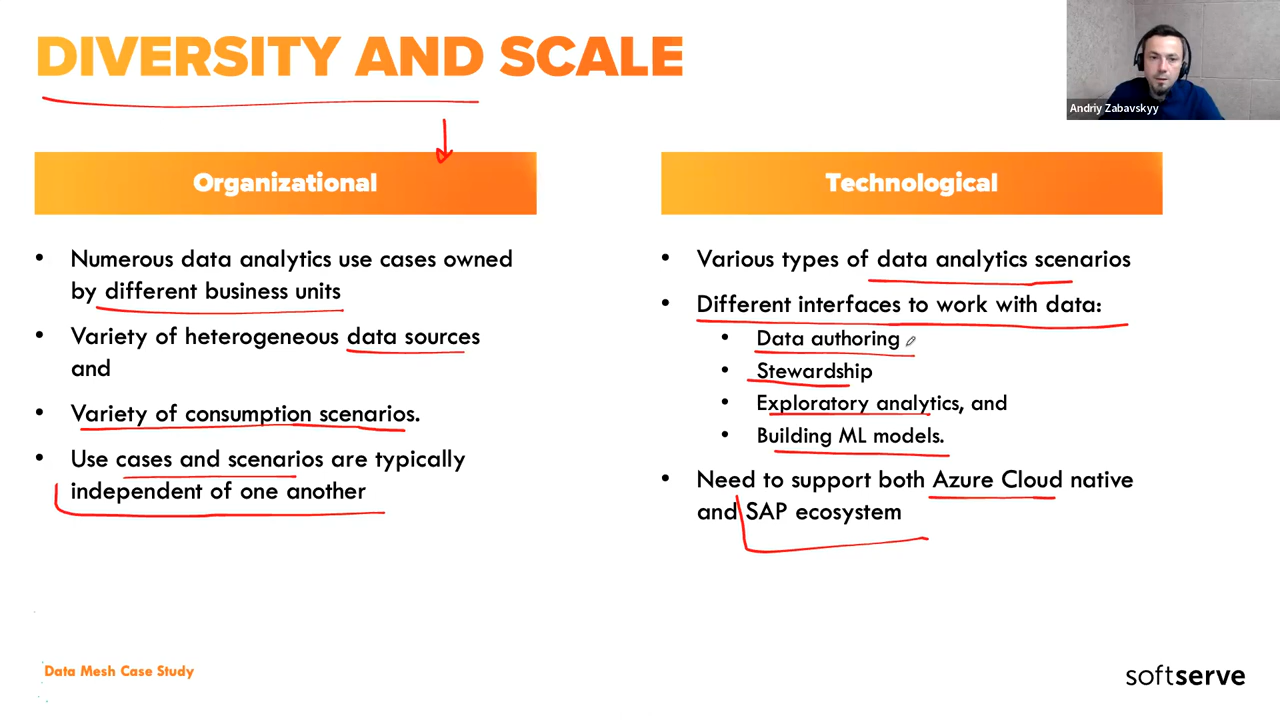 DIVERSITY AND SCALE
Andriy Zabavskyy
Organizational
Numerous data analytics use cases owned
by different business units
Variety of heterogeneous data sources
and
Variety of consumption scenarios.
Use cases and scenarios are typically
independent of one another
Technological
Various types of data analytics scenarios
Different interfaces to work with data:
Data authoring
Stewardship
Exploratory analytics, and
Building ML models.
Need to support both Azure Cloud native
and SAP ecosystem
Data Mesh Case Study
softserve